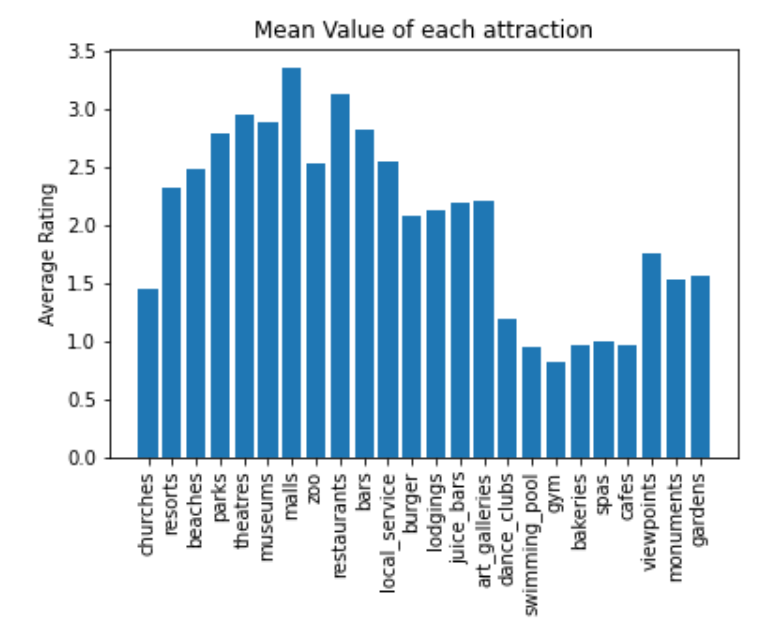 Mean Value of each attraction
Average Rating
3.5
3.0
2.5
2.0
1.5
1.0
0.5
0.0
churches
resorts
beaches
parks
theatres
museums
malls
zoo
restaurants
bars
local_service
burger
lodgings
juice_bars
art_galleries
dance_clubs
swimming_pool
gym
bakeries
spas
cafes
viewpoints
monuments
gardens